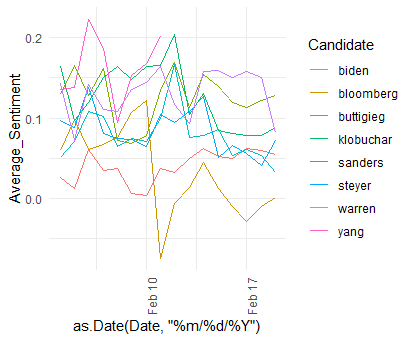 Average_Sentiment
0.2
0.1
0.0
Feb 10
Feb 17
as.Date(Date, "%m/%d/%Y")
Candidate
biden
bloomberg
buttigieg
klobuchar
sanders
steyer
warren
yang